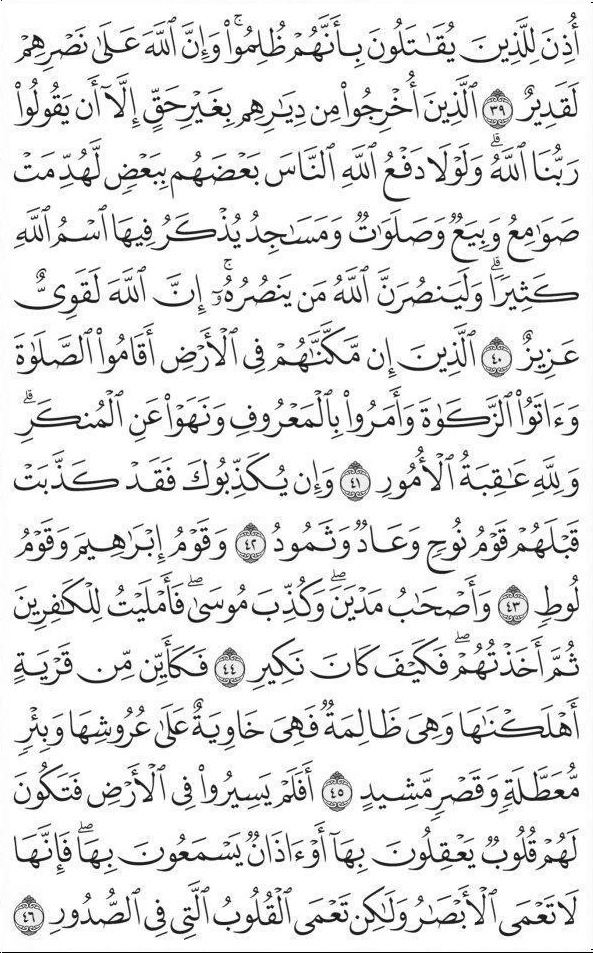 أُذِنَ لِلَّذِينَ يُقَٰتَلُونَ بِأَنَّهُمْ ظُلِمُوا۟ ۚ وَإِنَّ ٱللَّهَ عَلَىٰ نَصْرِهِمْ
لَقَدِيرٌ ﴿٣٩﴾ ٱلَّذِينَ أُخْرِجُوا۟ مِن دِيَٰرِهِم بِغَيْرِ حَقٍّ إِلَّآ أَن يَقُولُوا۟
رَبُّنَا ٱللَّهُ ۗ وَلَوْلَا دَفْعُ ٱللَّهِ ٱلنَّاسَ بَعْضَهُم بِبَعْضٍ لَّهُدِّمَتْ
صَوَٰمِعُ وَبِيَعٌ وَصَلَوَٰتٌ وَمَسَٰجِدُ يُذْكَرُ فِيهَا ٱسْمُ ٱللَّهِ
كَثِيرًا ۗ وَلَيَنصُرَنَّ ٱللَّهُ مَن يَنصُرُهُۥٓ ۗ إِنَّ ٱللَّهَ لَقَوِىٌّ
عَزِيزٌ ﴿٤٠﴾ ٱلَّذِينَ إِن مَّكَّنَّٰهُمْ فِى ٱلْأَرْضِ أَقَامُوا۟ ٱلصَّلَوٰةَ
وَءَاتَوُا۟ ٱلزَّكَوٰةَ وَأَمَرُوا۟ بِٱلْمَعْرُوفِ وَنَهَوْا۟ عَنِ ٱلْمُنكَرِ ۗ
وَلِلَّهِ عَٰقِبَةُ ٱلْأُمُورِ ﴿٤١﴾ وَإِن يُكَذِّبُوكَ فَقَدْ كَذَّبَتْ
قَبْلَهُمْ قَوْمُ نُوحٍ وَعَادٌ وَثَمُودُ ﴿٤٢﴾ وَقَوْمُ إِبْرَٰهِيمَ وَقَوْمُ
لُوطٍ ﴿٤٣﴾ وَأَصْحَٰبُ مَدْيَنَ ۖ وَكُذِّبَ مُوسَىٰ ۖ فَأَمْلَيْتُ لِلْكَٰفِرِينَ
ثُمَّ أَخَذْتُهُمْ ۖ فَكَيْفَ كَانَ نَكِيرِ ﴿٤٤﴾ فَكَأَيِّن مِّن قَرْيَةٍ
أَهْلَكْنَٰهَا وَهِىَ ظَالِمَةٌ فَهِىَ خَاوِيَةٌ عَلَىٰ عُرُوشِهَا وَبِئْرٍ
مُّعَطَّلَةٍ وَقَصْرٍ مَّشِيدٍ ﴿٤٥﴾ أَفَلَمْ يَسِيرُوا۟ فِى ٱلْأَرْضِ فَتَكُونَ
لَهُمْ قُلُوبٌ يَعْقِلُونَ بِهَآ أَوْ ءَاذَانٌ يَسْمَعُونَ بِهَا ۖ فَإِنَّهَا
لَا تَعْمَى ٱلْأَبْصَٰرُ وَلَٰكِن تَعْمَى ٱلْقُلُوبُ ٱلَّتِى فِى ٱلصُّدُورِ ﴿٤٦﴾